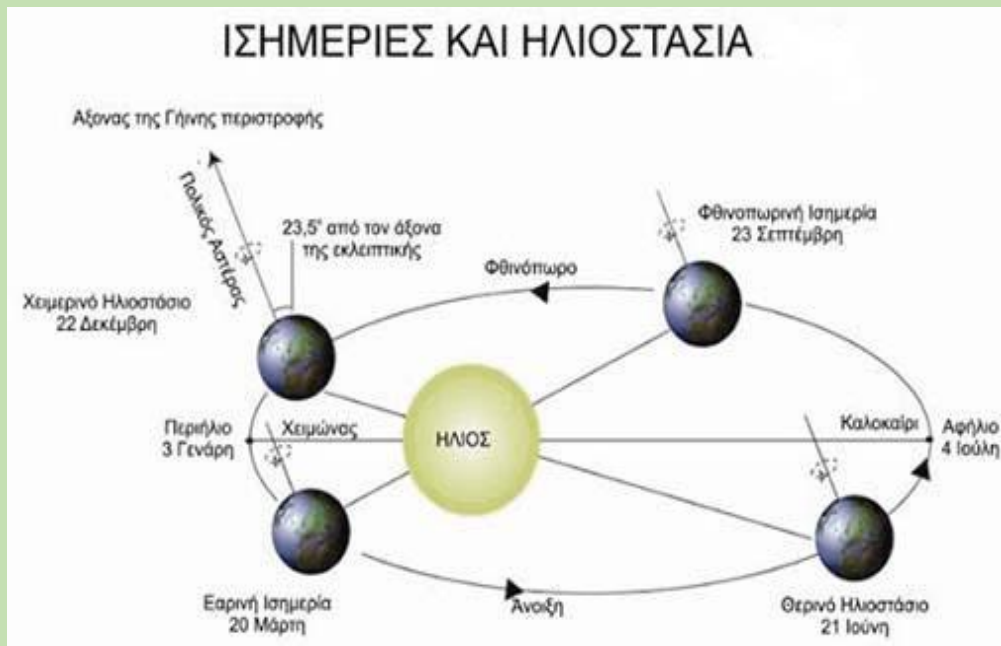 ΙΣΗΜΕΡΙΕΣ ΚΑΙ ΗΛΙΟΣΤΑΣΙΑ
Αξονας της Γήινης περιστροφής
Πολικός Αστέρας
23,5° από τον άξονα
της εκλειπτικής
Φθινοπωρινή Ισημερία
23 Σεπτέμβρη
Φθινόπωρο
Χειμερινό Ηλιοστάσιο
22 Δεκέμβρη
Περιήλιο
3 Γενάρη
Χειμώνας
ΗΛΙΟΣ
Καλοκαίρι
Αφήλιο
4 Ιούλη
Εαρινή Ισημερία
20 Μάρτη
Άνοιξη
Θερινό Ηλιοστάσιο
21 Ιούνη